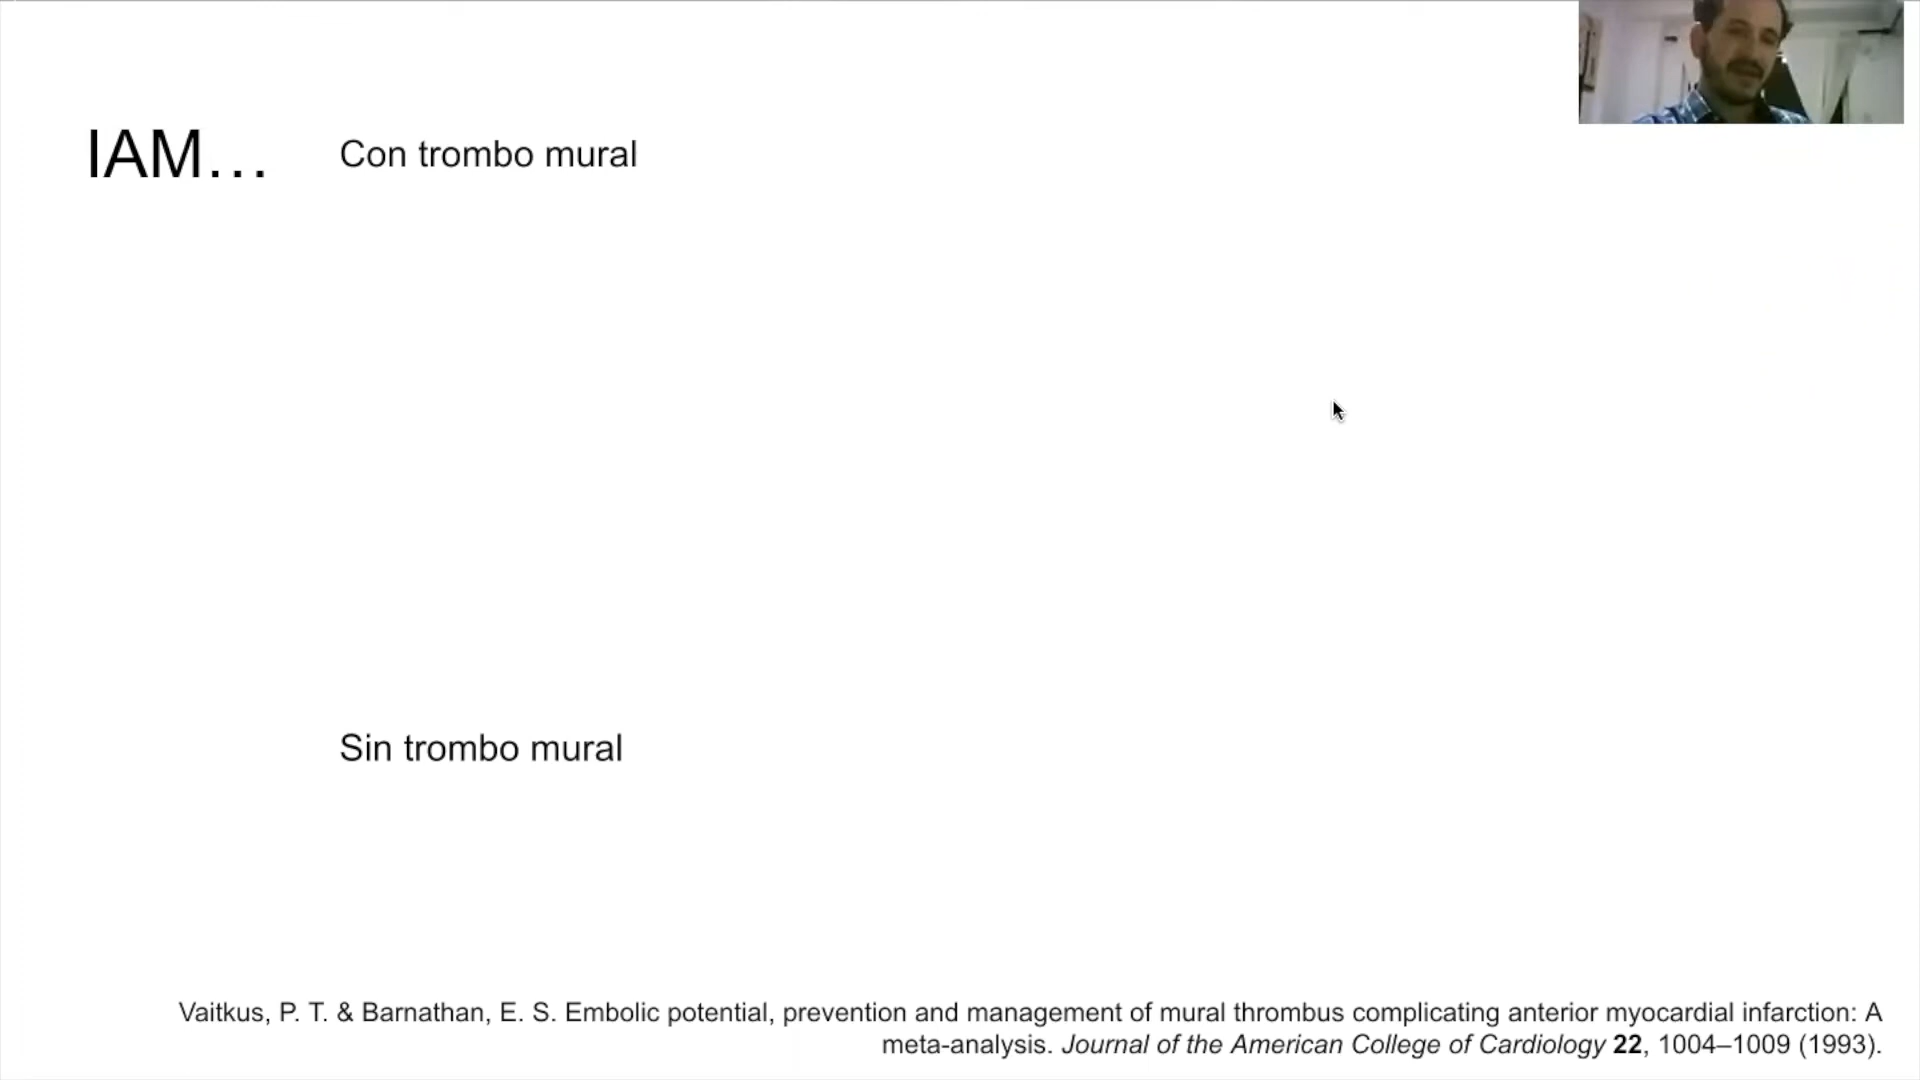 IAM… Con trombo mural
Sin trombo mural
Vaitkus, P. T. & Barnathan, E. S. Embolic potential, prevention and management of mural thrombus complicating anterior myocardial infarction: A
meta-analysis. Journal of the American College of Cardiology 22, 1004–1009 (1993).